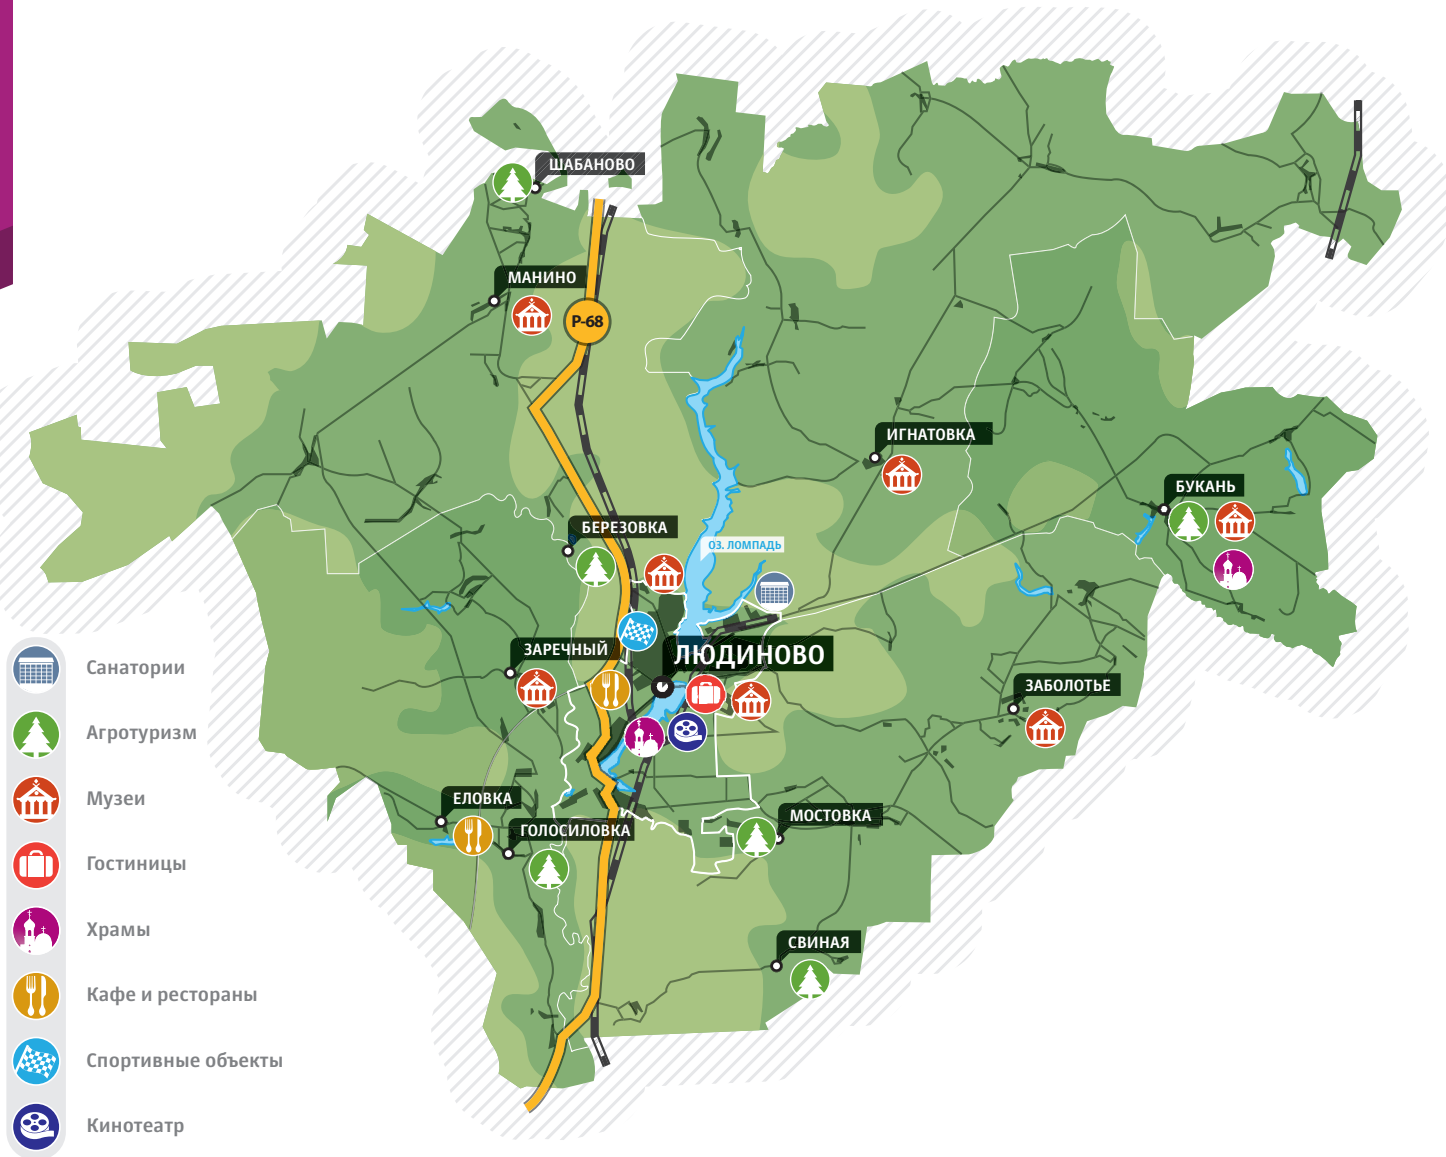 ШАБАНОВО
МАНИНО
Р-68
ИГНАТОВКА
БУКАНЬ
БЕРЕЗОВКА
ОЗ. ЛОМПАДЬ
ЗАРЕЧНЫЙ
ЛЮДИНОВО
ЗАБОЛОТЬЕ
ЕЛОВКА
ГОЛОСИЛОВКА
МОСТОВКА
СВИНАЯ
Санатории
Агротуризм
Музеи
Гостиницы
Храмы
Кафе и рестораны
Спортивные объекты
Кинотеатр